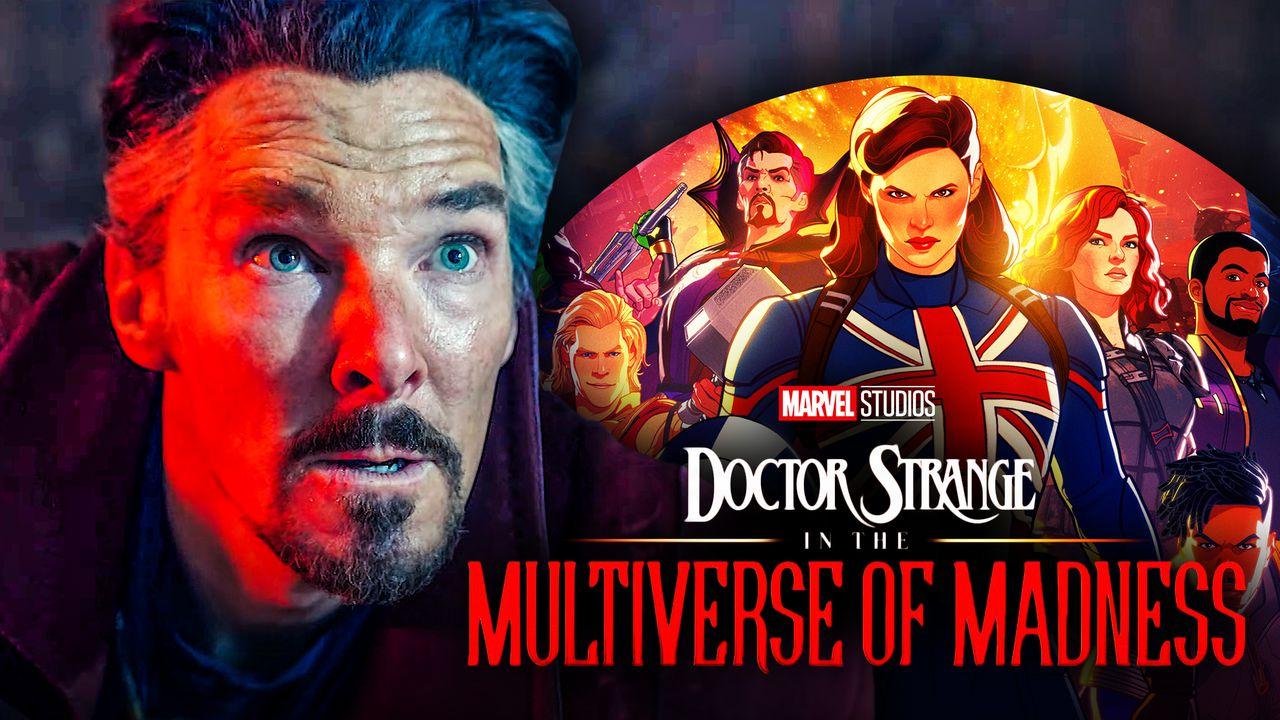 MARVEL STUDIOS
DOCTOR STRANGE
IN THE
MULTIVERSE OF MADNESS